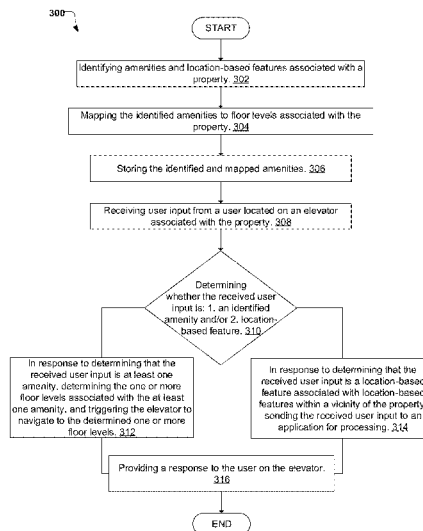 300
START
Identifying amenities and location-based features associated with a
property. 302
Mapping the identified amenities to floor levels associated with the
property. 304
Storing the identified and mapped amenities. 306
Receiving user input from a user located on an elevator
associated with the property. 308
Determining
whether the received user
input is: 1. an identified
amenity and/or 2. location-
based feature. 310
In response to determining that the
received user input is at least one
amenity, determining the one or more
floor levels associated with the at least
one amenity, and triggering the elevator to
navigate to the determined one or more
floor levels. 312
In response to determining that the
received user input is a location-based
feature associated with location-based
features within a vicinity of the property,
sending the received user input to an
application for processing. 314
Providing a response to the user on the elevator.
316
END